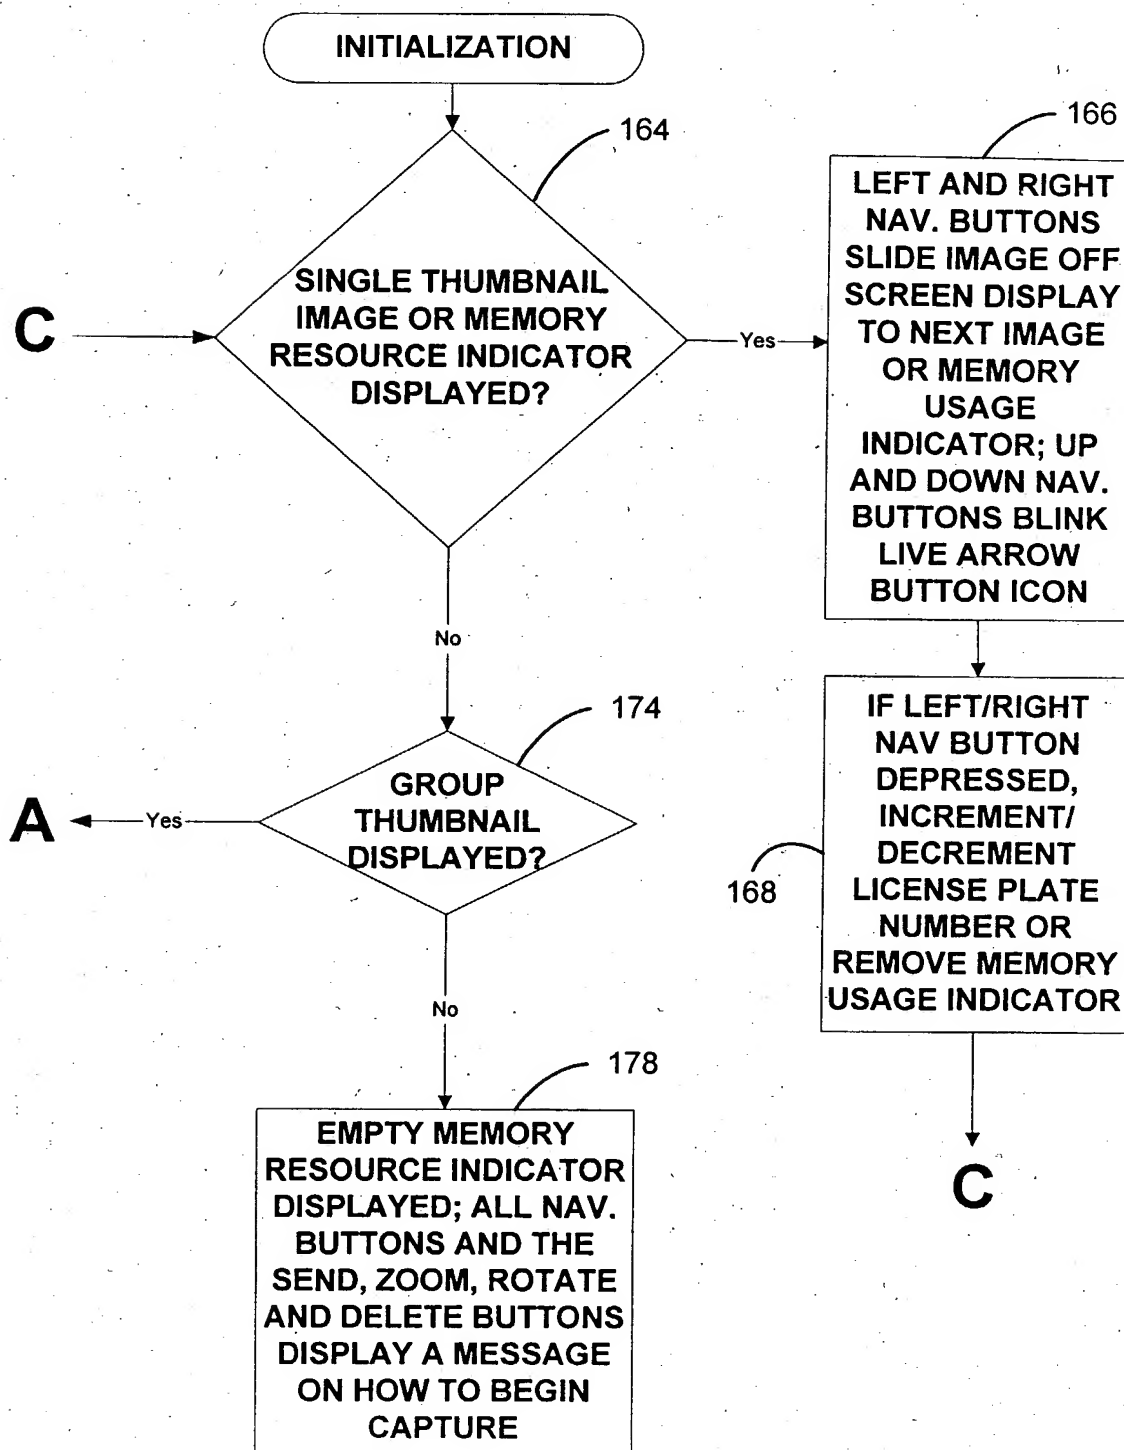 INITIALIZATION
164
SINGLE THUMBNAIL
IMAGE OR MEMORY
RESOURCE INDICATOR
DISPLAYED?
C
Yes
166
LEFT AND RIGHT
NAV. BUTTONS
SLIDE IMAGE OFF
SCREEN DISPLAY
TO NEXT IMAGE
OR MEMORY
USAGE
INDICATOR; UP
AND DOWN NAV.
BUTTONS BLINK
LIVE ARROW
BUTTON ICON
No
174
GROUP
THUMBNAIL
DISPLAYED?
Yes
A
168
IF LEFT/RIGHT
NAV BUTTON
DEPRESSED,
INCREMENT/
DECREMENT
LICENSE PLATE
NUMBER OR
REMOVE MEMORY
USAGE INDICATOR
C
No
178
EMPTY MEMORY
RESOURCE INDICATOR
DISPLAYED; ALL NAV.
BUTTONS AND THE
SEND, ZOOM, ROTATE
AND DELETE BUTTONS
DISPLAY A MESSAGE
ON HOW TO BEGIN
CAPTURE